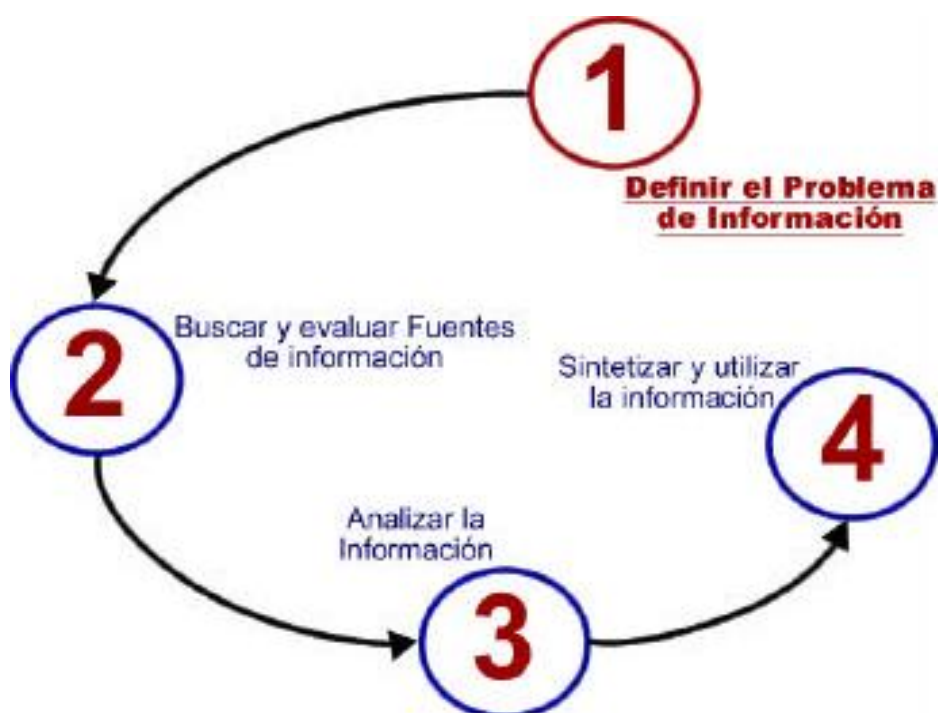 1
Definir el Problema
de Información
2
Buscar y evaluar Fuentes
de información
3
Analizar la
Información
4
Sintetizar y utilizar
la información